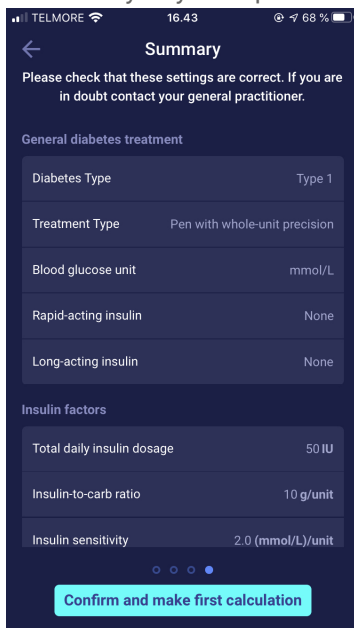 TELMORE 16.43 68 %
Summary
Please check that these settings are correct. If you are
in doubt contact your general practitioner.
General diabetes treatment
Diabetes Type Type 1
Treatment Type Pen with whole-unit precision
Blood glucose unit mmol/L
Rapid-acting insulin None
Long-acting insulin None
Insulin factors
Total daily insulin dosage 50 IU
Insulin-to-carb ratio 10 g/unit
Insulin sensitivity 2.0 (mmol/L)/unit
Confirm and make first calculation